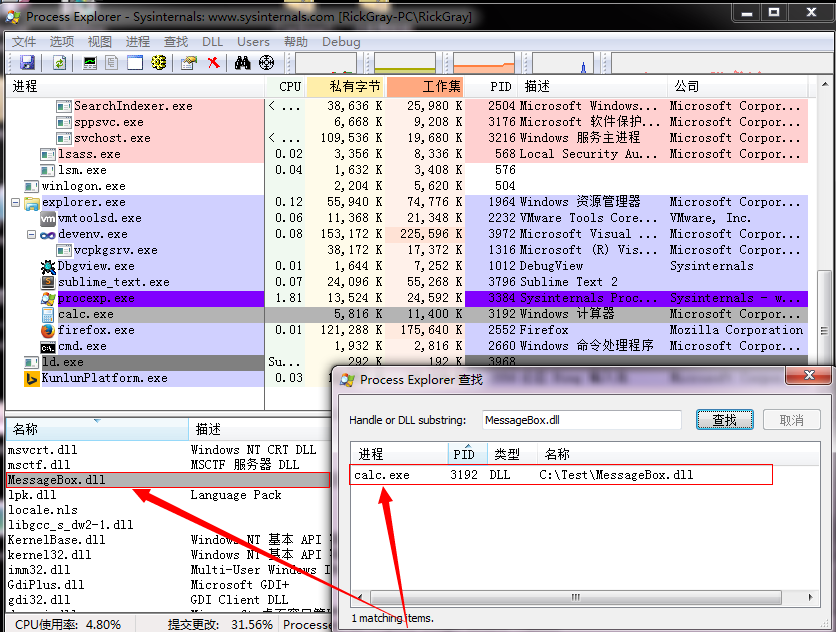 Process Explorer - Sysinternals: www.sysinternals.com [RickGray-PC\RickGray]
文件 选项 视图 进程 查找 DLL Users 帮助 Debug
进程 CPU 私有字节 工作集 PID 描述 公司
SearchIndexer.exe < ... 38,636 K 25,980 K 2504 Microsoft Windows... Microsoft Corpor...
sppsvc.exe 6,668 K 9,208 K 3176 Microsoft 软件保护... Microsoft Corpor...
svchost.exe < ... 109,536 K 19,680 K 3216 Windows 服务主进程 Microsoft Corpor...
lsass.exe 0.02 3,356 K 8,336 K 568 Local Security Au... Microsoft Corpor...
lsm.exe 0.04 1,632 K 3,408 K 576
winlogon.exe 2,204 K 5,620 K 504
explorer.exe 0.12 55,940 K 74,776 K 1964 Windows 资源管理器 Microsoft Corpor...
vmtoolsd.exe 0.06 11,368 K 21,348 K 2232 VMware Tools Core... VMware, Inc.
devenv.exe 0.08 153,172 K 225,596 K 3972 Microsoft Visual ... Microsoft Corpor...
vcpkgsrv.exe 38,172 K 17,372 K 1316 Microsoft (R) Vis... Microsoft Corpor...
Dbgview.exe 0.01 1,644 K 7,252 K 1012 DebugView Sysinternals
sublime_text.exe 0.07 24,096 K 55,268 K 3796 Sublime Text 2
procexp.exe 1.81 13,524 K 24,592 K 3384 Sysinternals Proc... Sysinternals - w...
calc.exe 5,816 K 11,400 K 3192 Windows 计算器 Microsoft Corpor...
firefox.exe 0.01 121,288 K 175,640 K 2552 Firefox Mozilla Corporation
cmd.exe 1,932 K 2,816 K 2660 Windows 命令处理程序 Microsoft Corpor...
ld.exe Su... 292 K 192 K 3968
KunlunPlatform.exe 0.03
名称 描述
msvcrt.dll Windows NT CRT DLL
msctf.dll MSCTF 服务器 DLL
MessageBox.dll
lpk.dll Language Pack
locale.nls
libgcc_s_dw2-1.dll
KernelBase.dll Windows NT 基本 API
kernel32.dll Windows NT 基本 API
imm32.dll Multi-User Windows I
GdiPlus.dll Microsoft GDI+
gdi32.dll GDI Client DLL
CPU使用率: 4.80% 提交更改: 31.56% Processe
Process Explorer 查找
Handle or DLL substring: MessageBox.dll 查找 取消
进程 PID 类型 名称
calc.exe 3192 DLL C:\Test\MessageBox.dll
1 matching items.